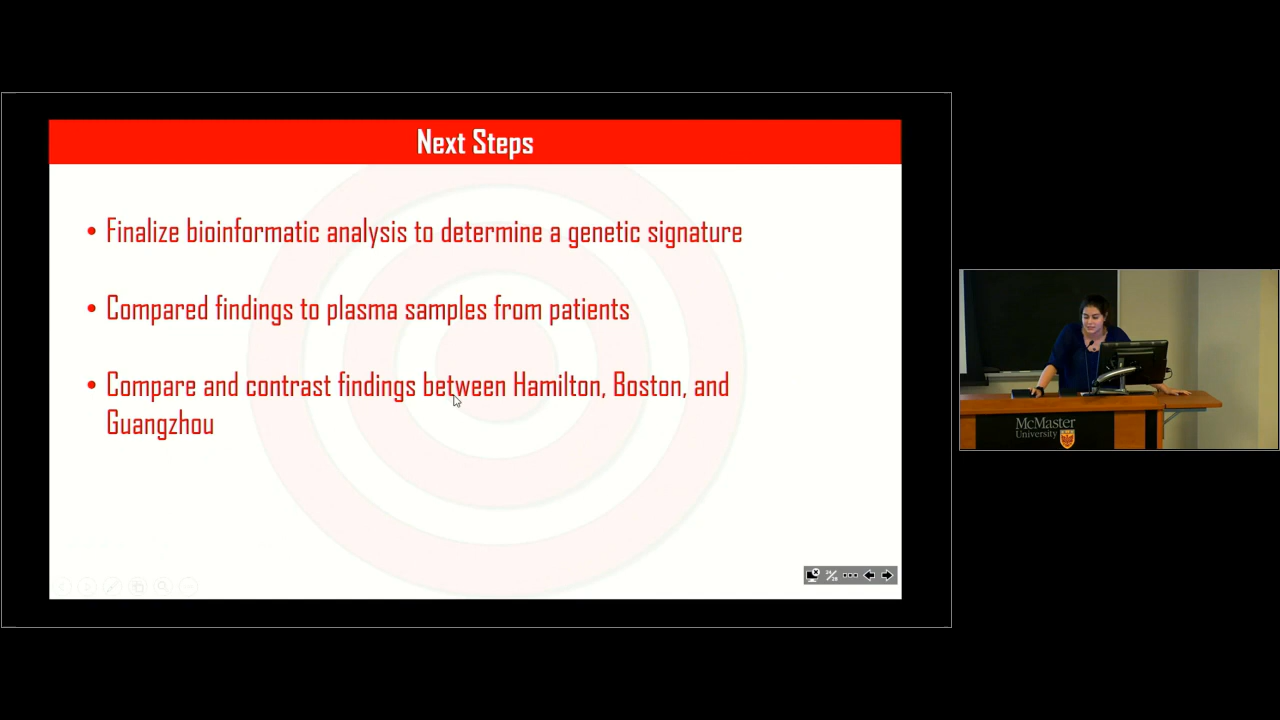 Next Steps
• Finalize bioinformatic analysis to determine a genetic signature
• Compared findings to plasma samples from patients
• Compare and contrast findings between Hamilton, Boston, and
Guangzhou
McMaster
University